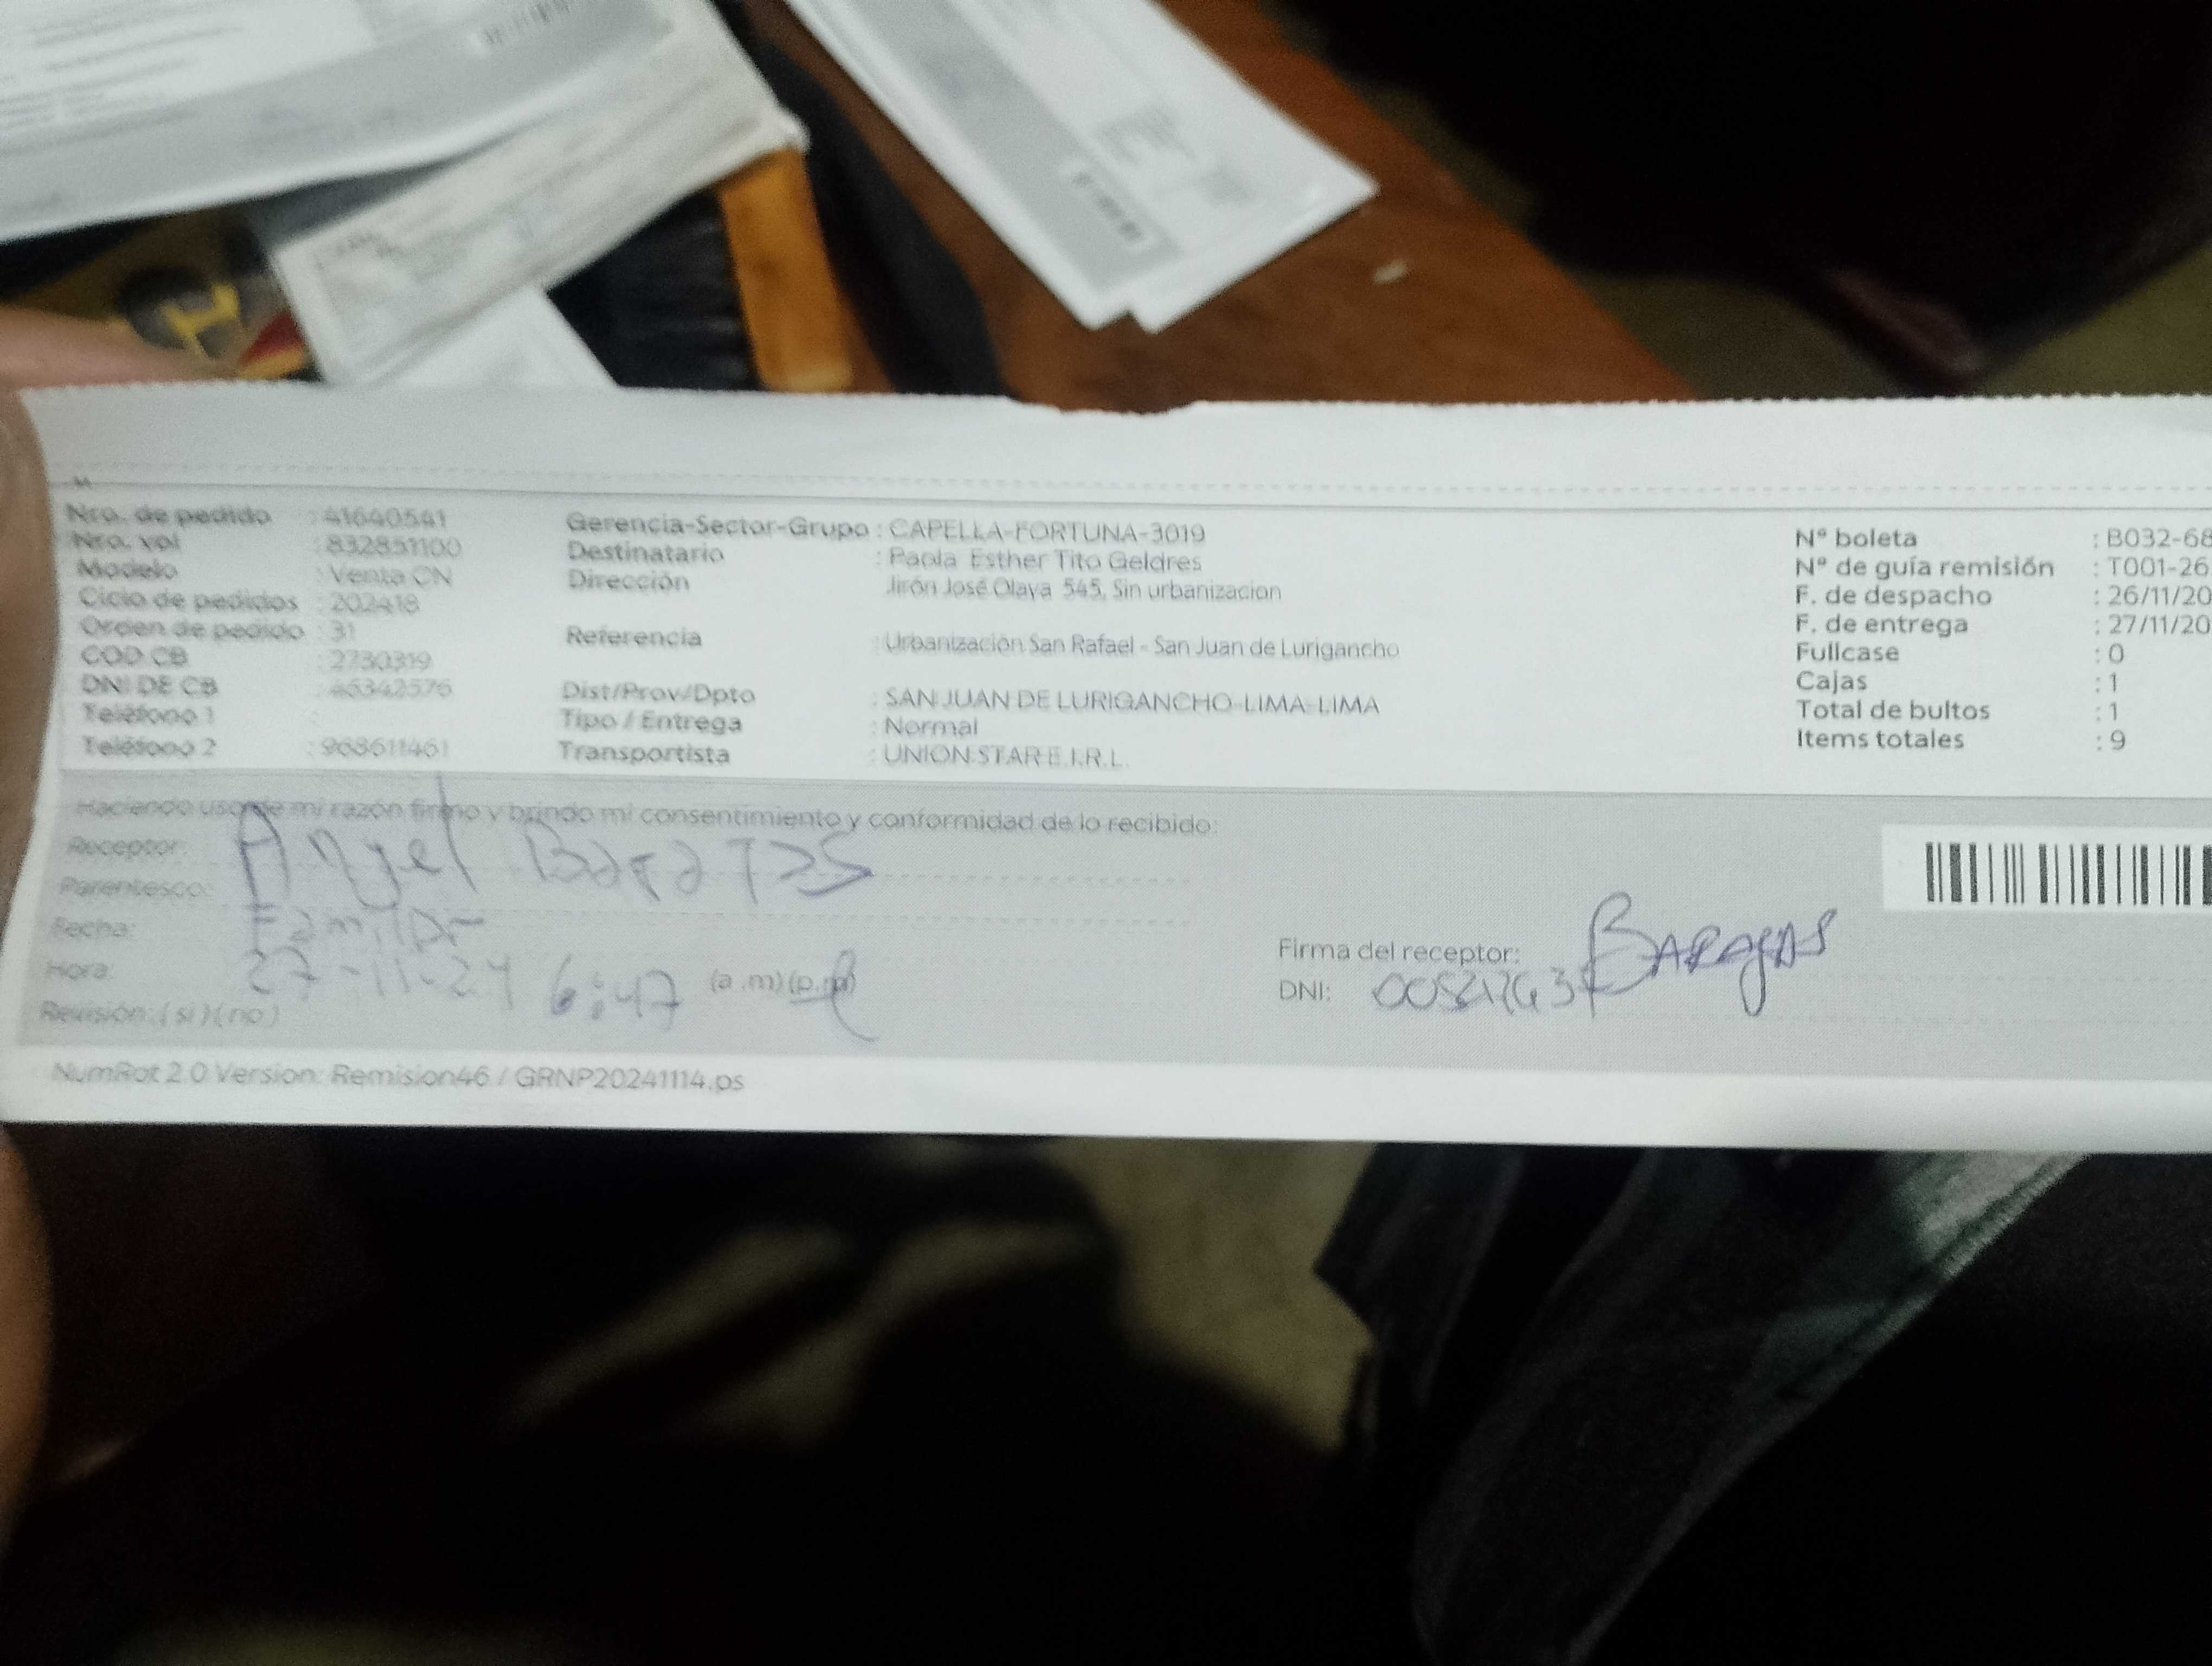 Nro. de pedido : 41640541
Nro. vol : 832851100
Modelo : Venta CN
Ciclo de pedidos : 202418
Orden de pedido : 31
COD CB : 2730319
DNI DE CB : 46342576
Teléfono 1 :
Teléfono 2 : 968611461
Gerencia-Sector-Grupo : CAPELLA-FORTUNA-3019
Destinatario : Paola Esther Tito Geldres
Dirección Jirón José Olaya 545, Sin urbanizacion
Referencia : Urbanización San Rafael - San Juan de Lurigancho
Dist/Prov/Dpto : SAN JUAN DE LURIGANCHO-LIMA-LIMA
Tipo / Entrega : Normal
Transportista : UNION STAR E.I.R.L.
N° boleta : B032-68
N° de guía remisión : T001-26
F. de despacho : 26/11/20
F. de entrega : 27/11/20
Fullcase : 0
Cajas : 1
Total de bultos : 1
Items totales : 9
Haciendo uso de mi razón firmo y brindo mi consentimiento y conformidad de lo recibido:
Receptor: Angel
Parentesco: Familiar
Fecha: 27-11-24
Hora: 6:47 (a.m) (p.m)
Revisión: ( si ) ( no )
Firma del receptor:
DNI:
NumRot 2.0 Version: Remision46 / GRNP20241114.ps